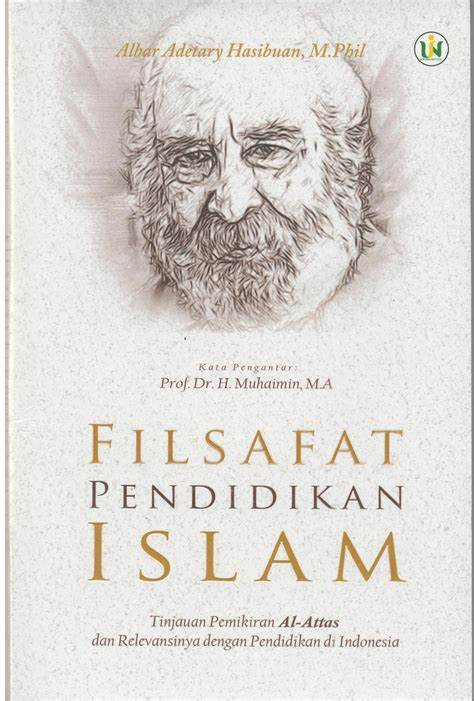 Albar Adetary Hasibuan, M.Phil
Kata Pengantar:
Prof. Dr. H. Muhaimin, M.A
FILSAFAT
PENDIDIKAN
ISLAM
Tinjauan Pemikiran Al-Attas
dan Relevansinya dengan Pendidikan di Indonesia